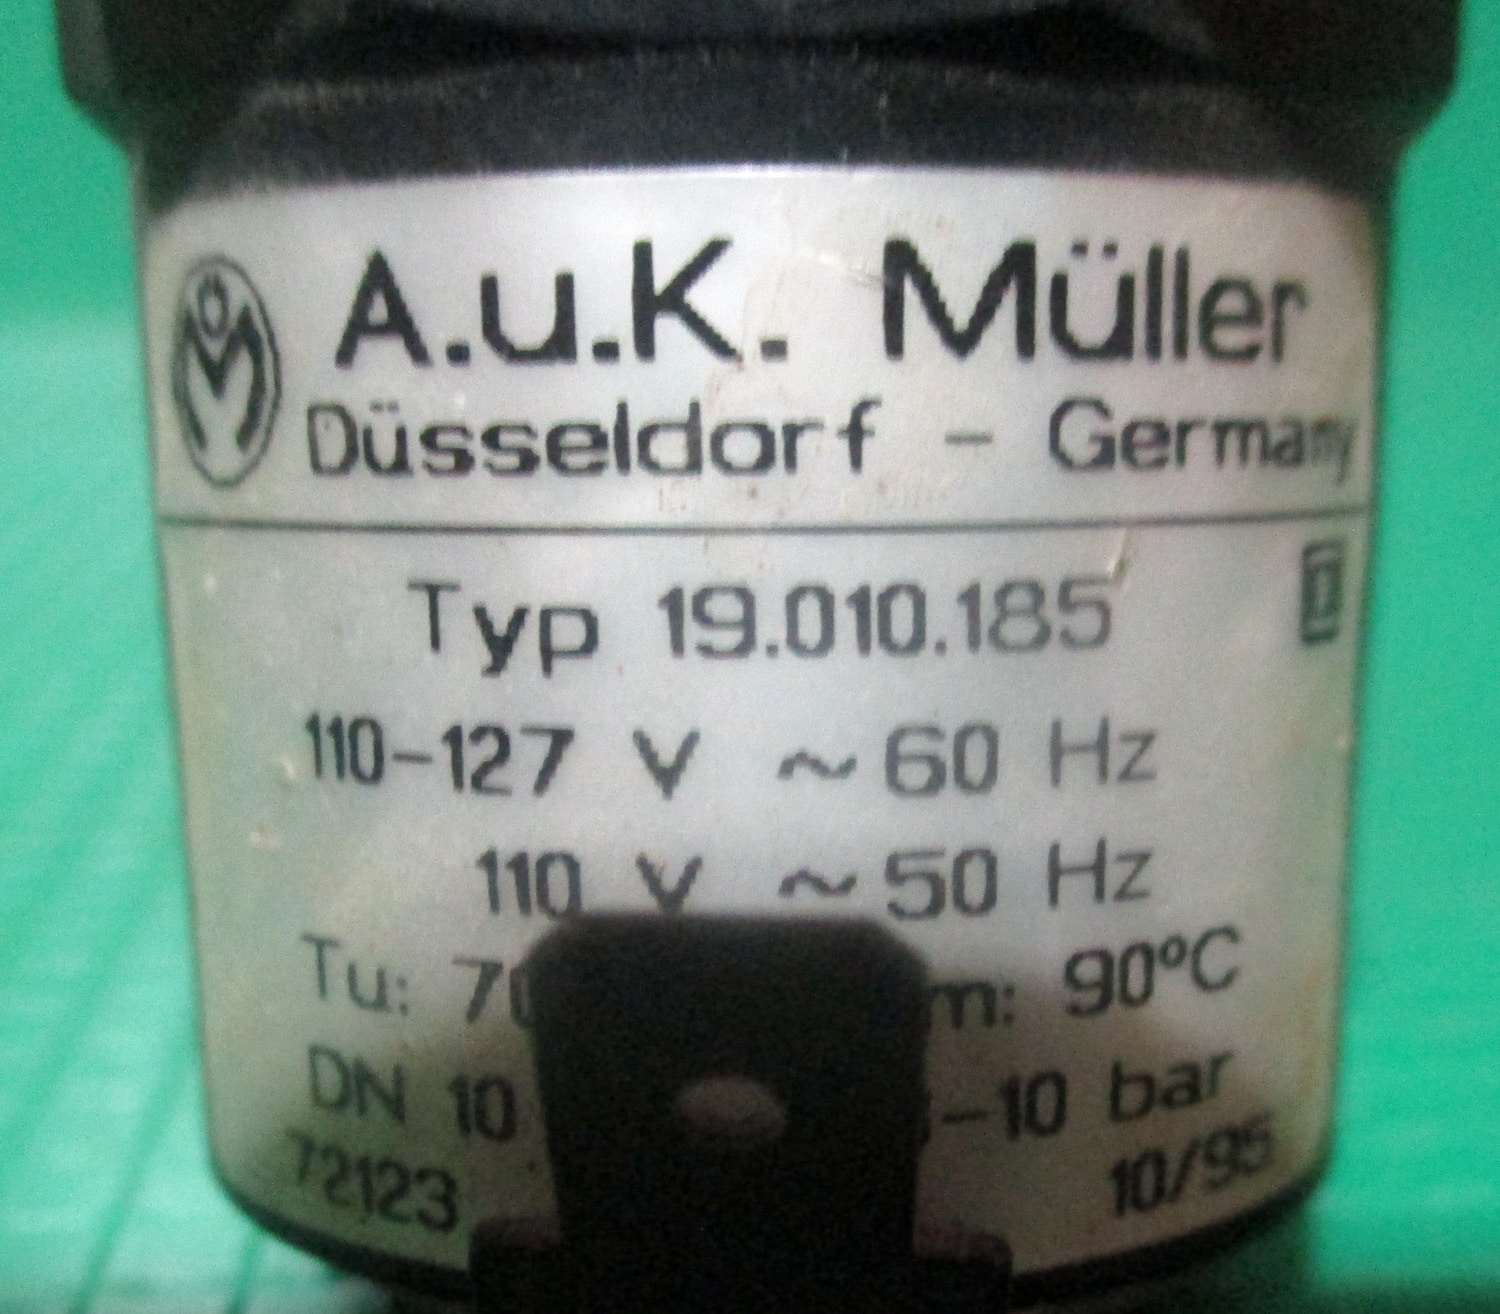 A.u.K. Müller
Düsseldorf - Germany
Typ 19.010.185
110-127 V ~ 60 Hz
110 V ~ 50 Hz
Tu: 90°C
DN 10 -10 bar
72123 10/95